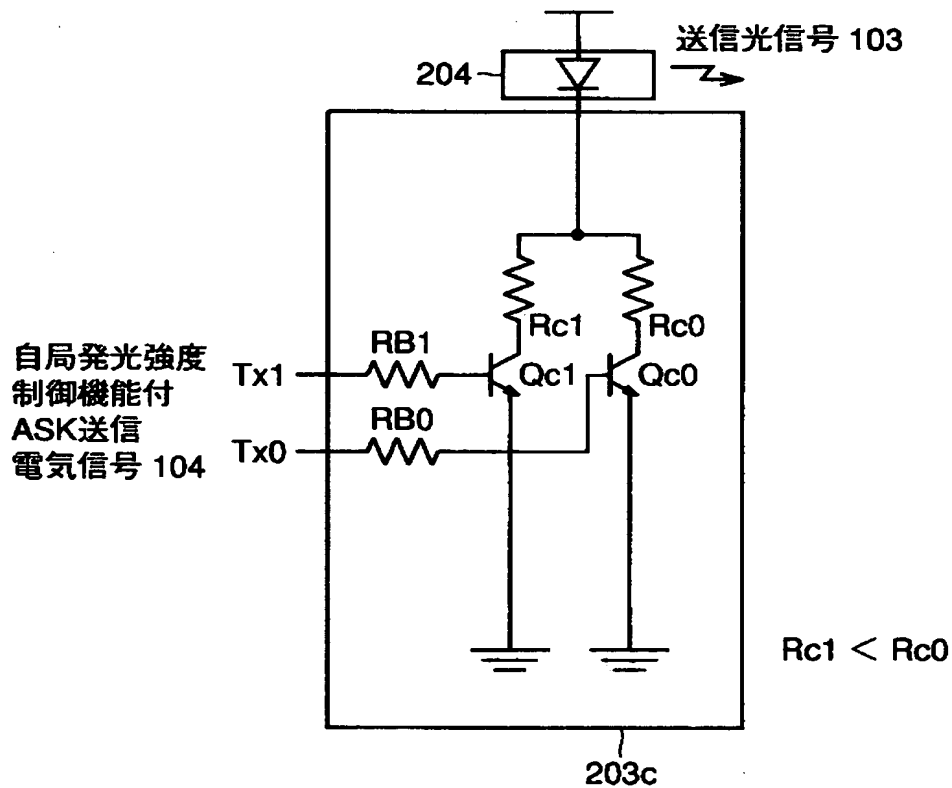 送信光信号 103
204
Rc1
Rc0
RB1
自局発光強度
制御機能付
ASK送信
電気信号 104
Tx1
Qc1
Qc0
RB0
Tx0
Rc1 < Rc0
203c